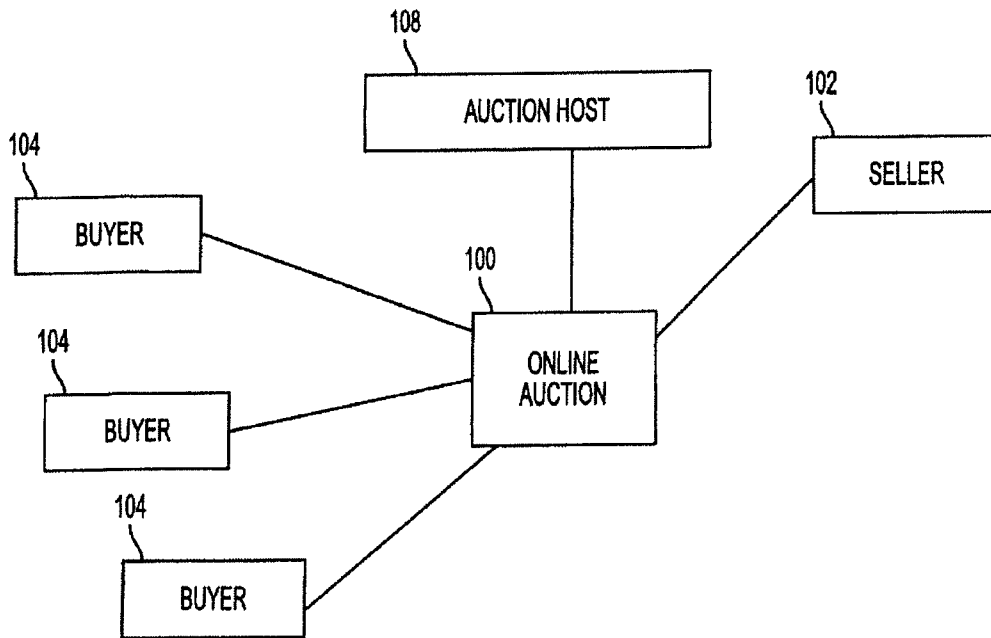 108
AUCTION HOST
102
SELLER
104
BUYER
100
ONLINE
AUCTION
104
BUYER
104
BUYER